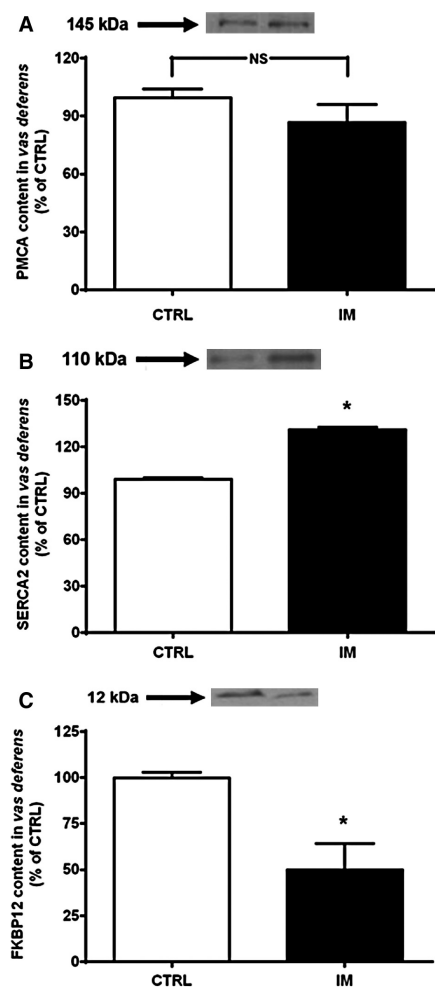 A
145 kDa
NS
120
90
60
30
0
PMCA content in vas deferens
(% of CTRL)
CTRL IM
B
110 kDa
*
150
120
90
60
30
0
SERCA2 content in vas deferens
(% of CTRL)
CTRL IM
C
12 kDa
*
125
100
75
50
25
0
FKBP12 content in vas deferens
(% of CTRL)
CTRL IM